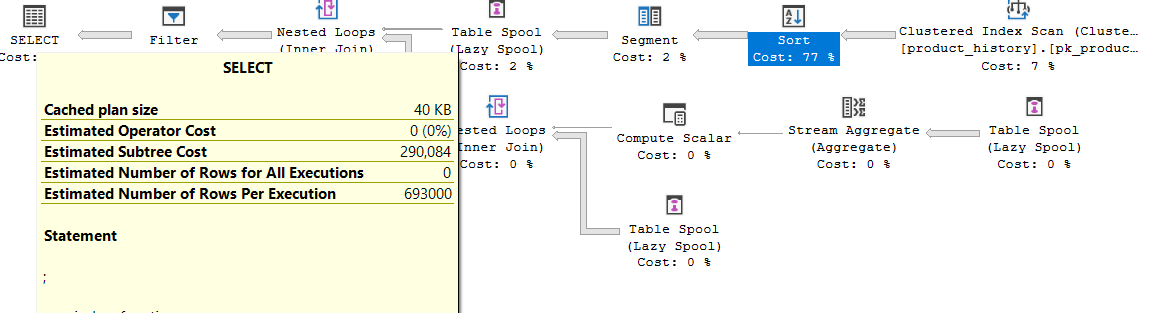 SELECT
Cost:
Filter
Nested Loops
(Inner Join)
Table Spool
(Lazy Spool)
Cost: 2 %
Segment
Cost: 2 %
Sort
Cost: 77 %
Clustered Index Scan (Cluste…
[product_history].[pk_produc…
Cost: 7 %
SELECT
Cached plan size 40 KB
Estimated Operator Cost 0 (0%)
Estimated Subtree Cost 290,084
Estimated Number of Rows for All Executions 0
Estimated Number of Rows Per Execution 693000
Statement
;
ested Loops
Inner Join)
Cost: 0 %
Compute Scalar
Cost: 0 %
Stream Aggregate
(Aggregate)
Cost: 0 %
Table Spool
(Lazy Spool)
Cost: 0 %
Table Spool
(Lazy Spool)
Cost: 0 %